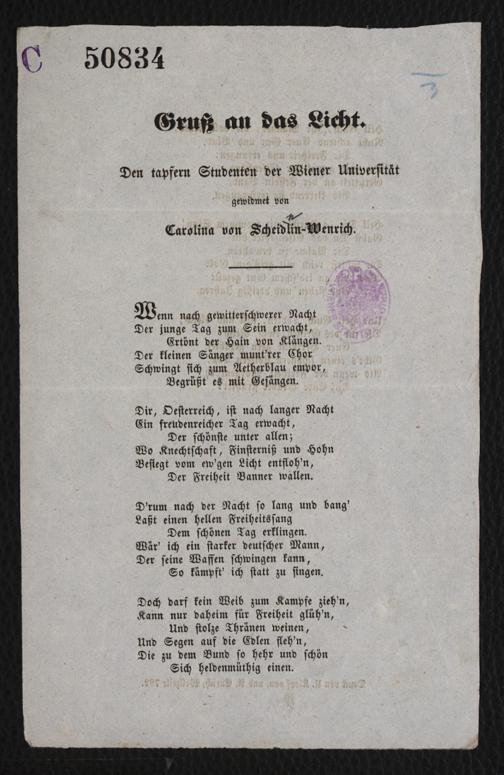 C 50834
3
Gruß an das Licht.
Den tapfern Studenten der Wiener Universität
gewidmet von
Carolina von Scheidlin-Wenrich.
Wenn nach gewitterschwerer Nacht
Der junge Tag zum Sein erwacht,
Ertönt der Hain von Klängen.
Der kleinen Sänger munt'rer Chor
Schwingt sich zum Aetherblau empor,
Begrüßt es mit Gesängen.
Dir, Oesterreich, ist nach langer Nacht
Ein freudenreicher Tag erwacht,
Der schönste unter allen;
Wo Knechtschaft, Finsterniß und Hohn
Besiegt vom ew'gen Licht entfloh'n,
Der Freiheit Banner wallen.
D'rum nach der Nacht so lang und bang'
Laßt einen hellen Freiheitssang
Dem schönen Tag erklingen.
Wär' ich ein starker deutscher Mann,
Der seine Waffen schwingen kann,
So kämpft' ich statt zu singen.
Doch darf kein Weib zum Kampfe zieh'n,
Kann nur daheim für Freiheit glüh'n,
Und stolze Thränen weinen,
Und Segen auf die Edlen fleh'n,
Die zu dem Bund so hehr und schön
Sich heldenmüthig einen.